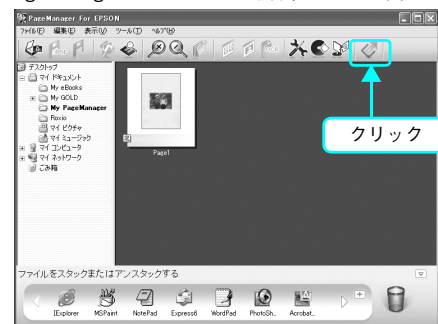 PageManager For EPSON
ファイル(F) 編集(E) 表示(V) ツール(T) ヘルプ(H)
デスクトップ
マイ ドキュメント
My eBooks
My GOLD
My PageManager
Roxio
マイ ピクチャ
マイ ミュージック
マイ コンピュータ
マイ ネットワーク
ごみ箱
Page1
クリック
ファイルをスタックまたはアンスタックする
IExplorer MSPaint NotePad Express6 WordPad PhotoSh... Acrobat...